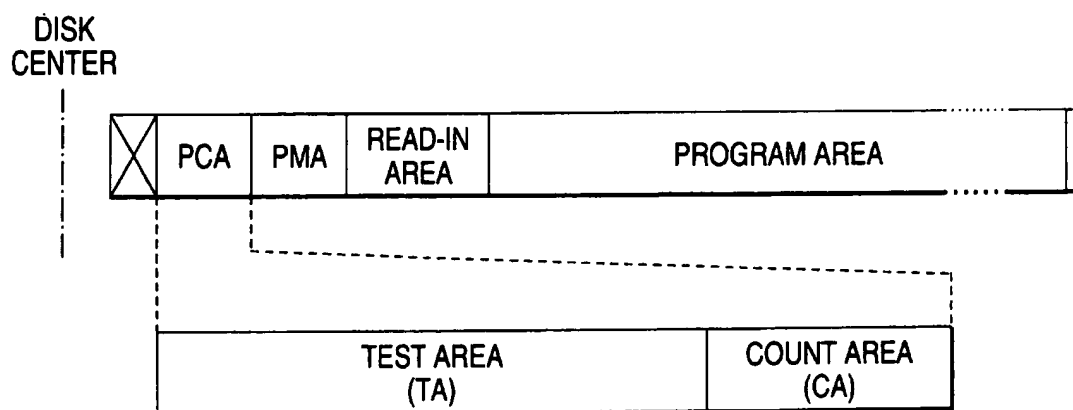 DISK
CENTER
PCA
PMA
READ-IN
AREA
PROGRAM AREA
TEST AREA
(TA)
COUNT AREA
(CA)